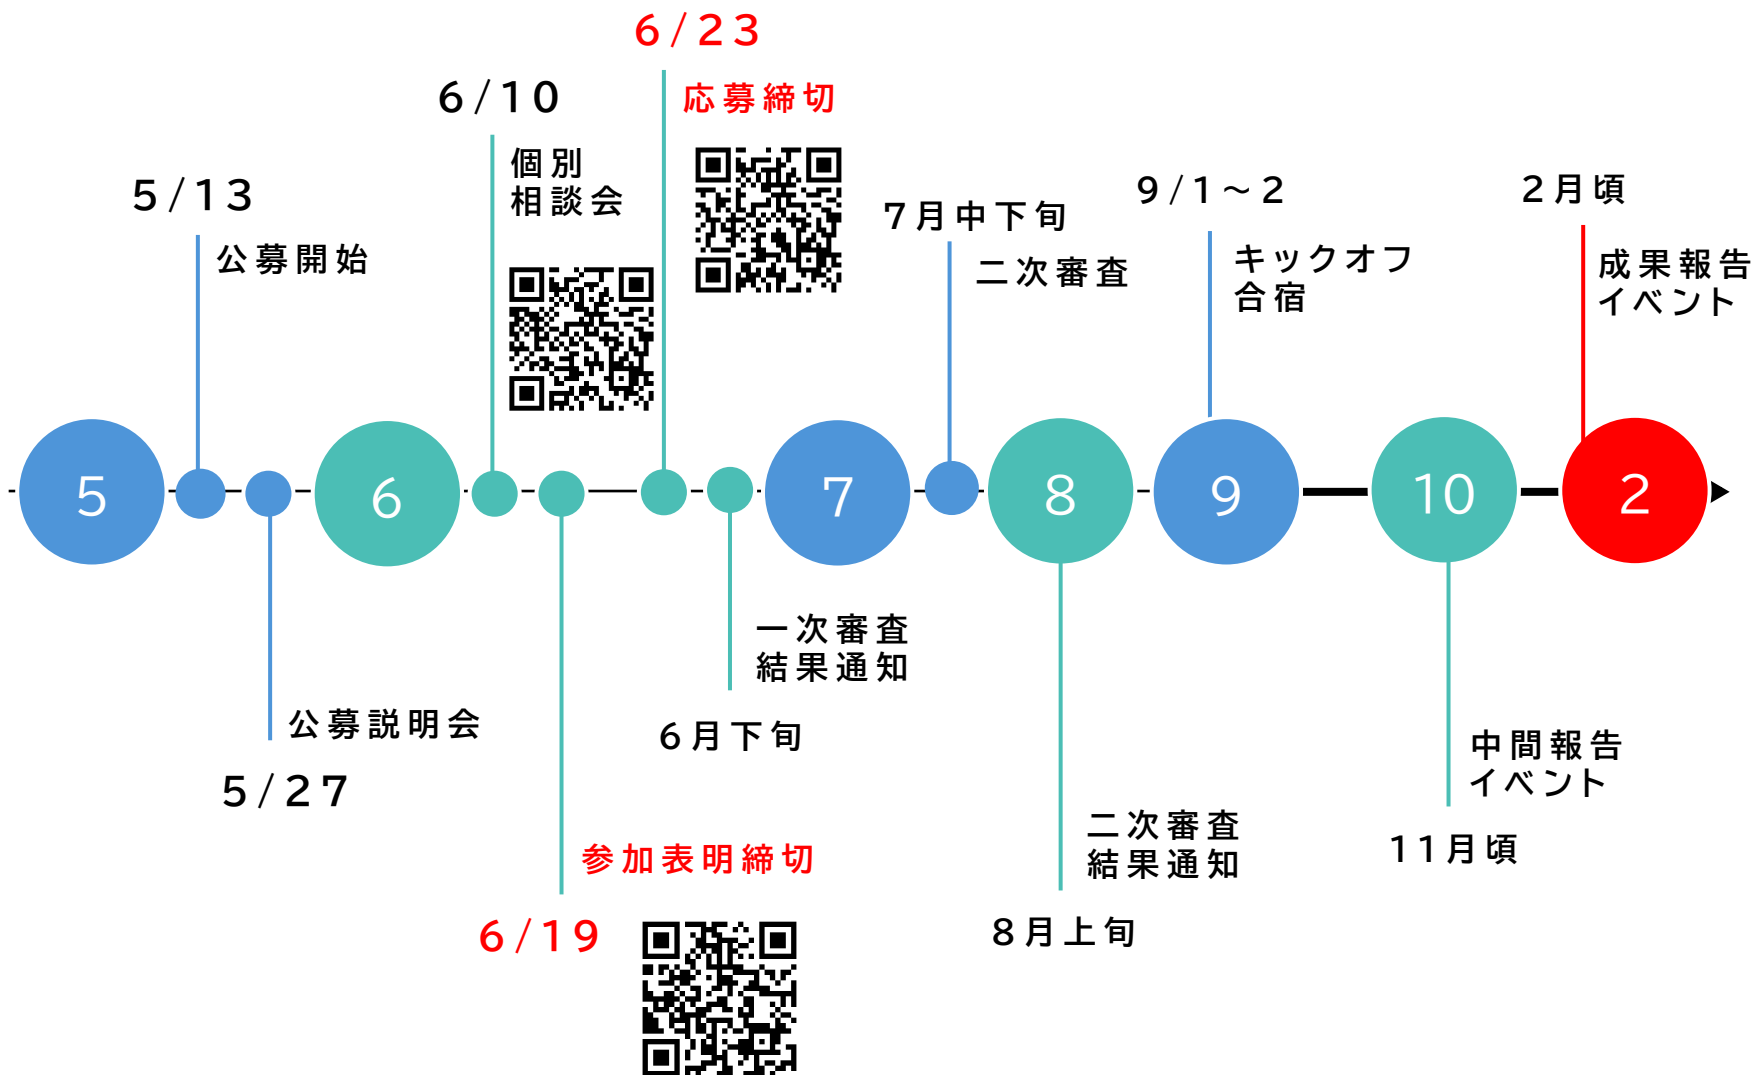 6/23
応募締切
6/10
個別
相談会
5/13
公募開始
7月中下旬
二次審査
9/1~2
キックオフ
合宿
2月頃
成果報告
イベント
5
6
7
8
9
10
2
公募説明会
5/27
一次審査
結果通知
6月下旬
参加表明締切
6/19
二次審査
結果通知
8月上旬
中間報告
イベント
11月頃